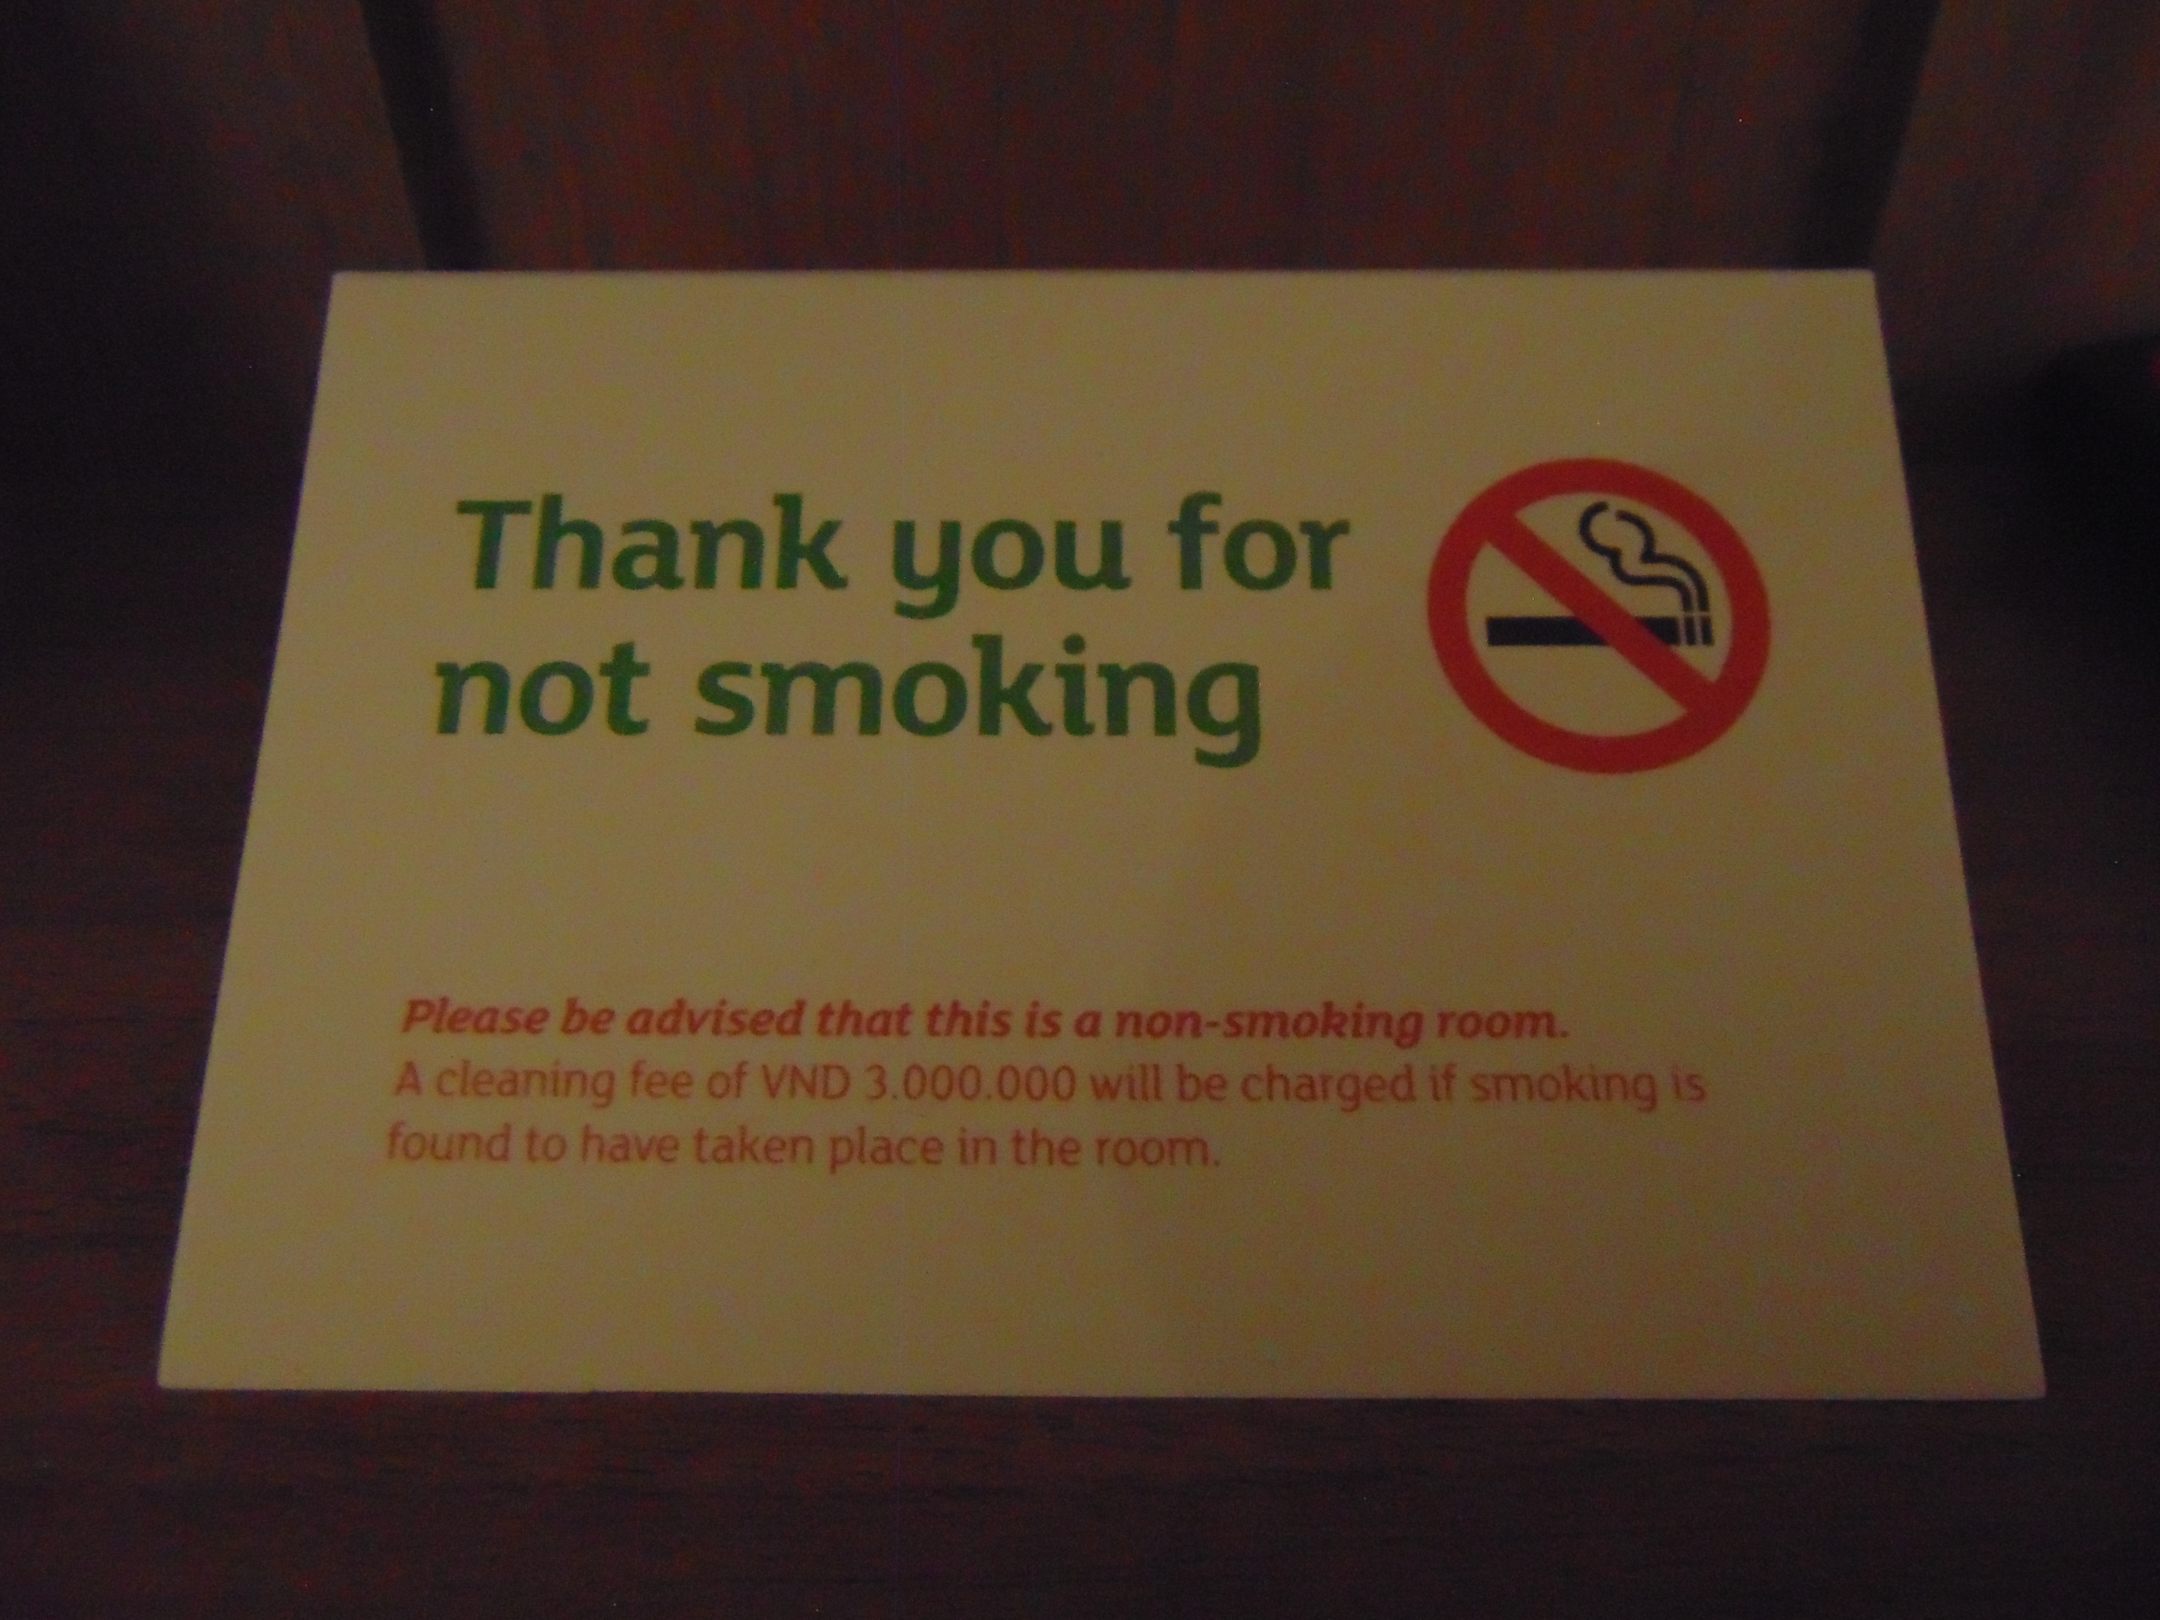 Thank you for
not smoking
Please be advised that this is a non-smoking room.
A cleaning fee of VND 3.000.000 will be charged if smoking is
found to have taken place in the room.